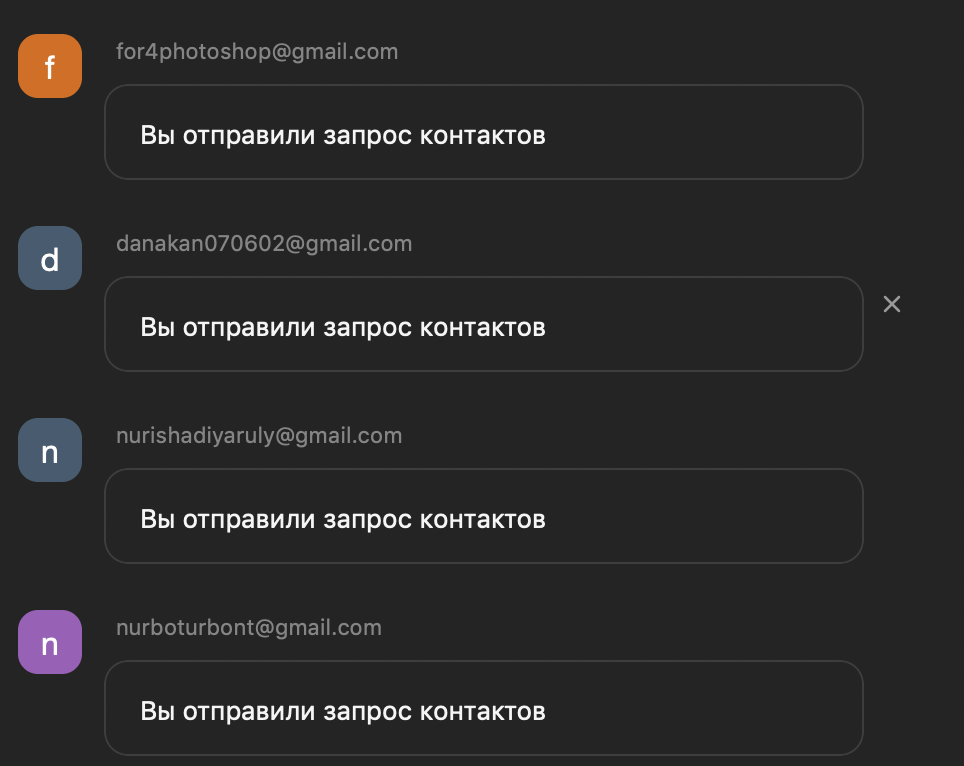 f
for4photoshop@gmail.com
Вы отправили запрос контактов
d
danakan070602@gmail.com
Вы отправили запрос контактов
n
nurishadiyaruly@gmail.com
Вы отправили запрос контактов
n
nurboturbont@gmail.com
Вы отправили запрос контактов